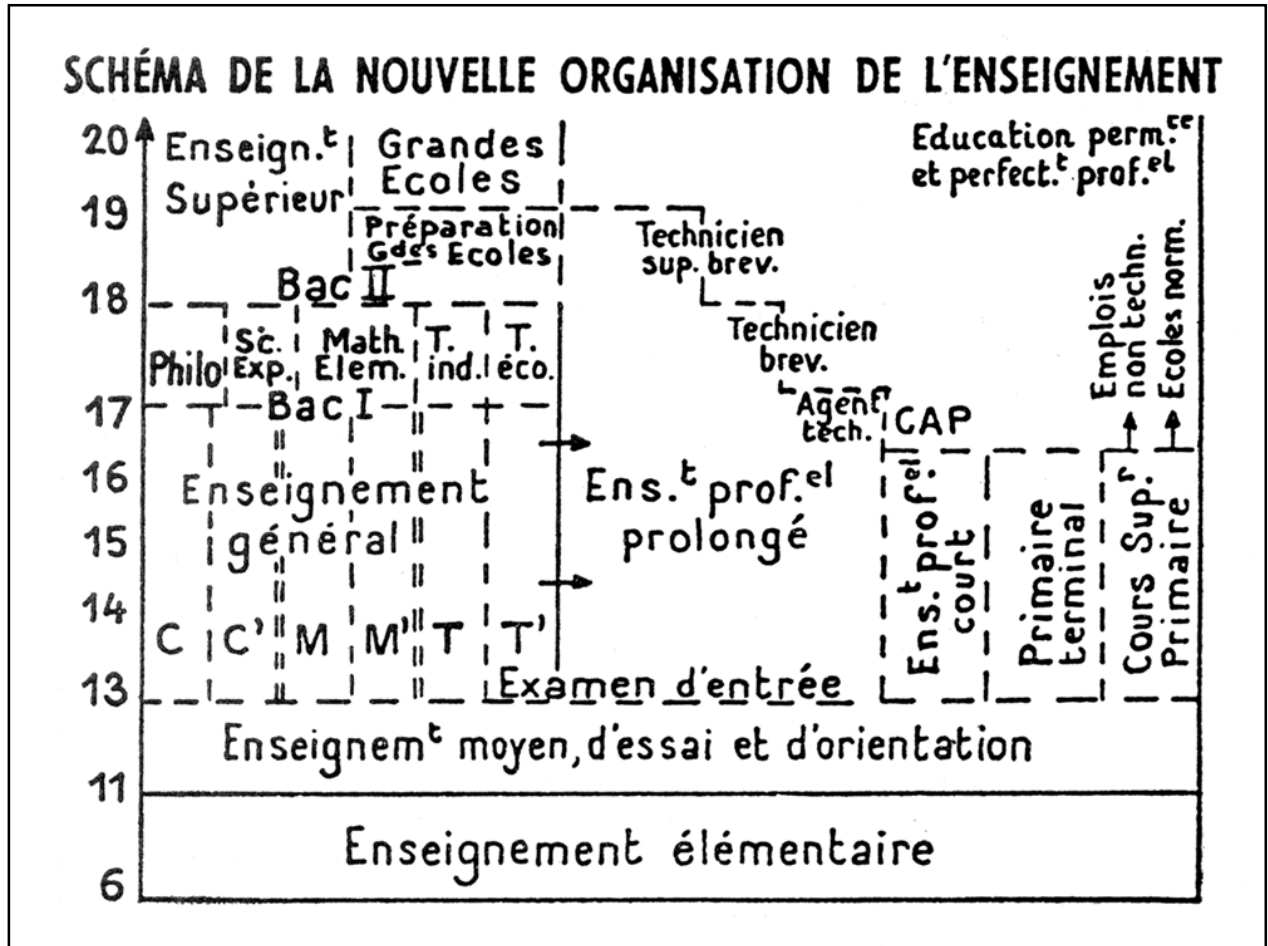 SCHÉMA DE LA NOUVELLE ORGANISATION DE L'ENSEIGNEMENT
20
Enseign.t
Supérieur
Grandes
Ecoles
Education perm.ce
et perfect.t prof.el
19
Préparation
Gdes Ecoles
Technicien
sup. brev.
18
Bac II
Philo
Sc.
Exp.
Math
Elem.
T.
ind.
T.
éco.
Technicien
brev.
Emplois
non techn.
Ecoles norm.
17
Bac I
Agent
tech.
CAP
16
Enseignement
général
Ens.t prof.el
prolongé
15
Ens.t prof.el
court
Primaire
terminal
Cours Sup.r
Primaire
14
C
C'
M
M'
T
T'
13
Examen d'entrée
Enseignemt moyen, d'essai et d'orientation
11
Enseignement élémentaire
6